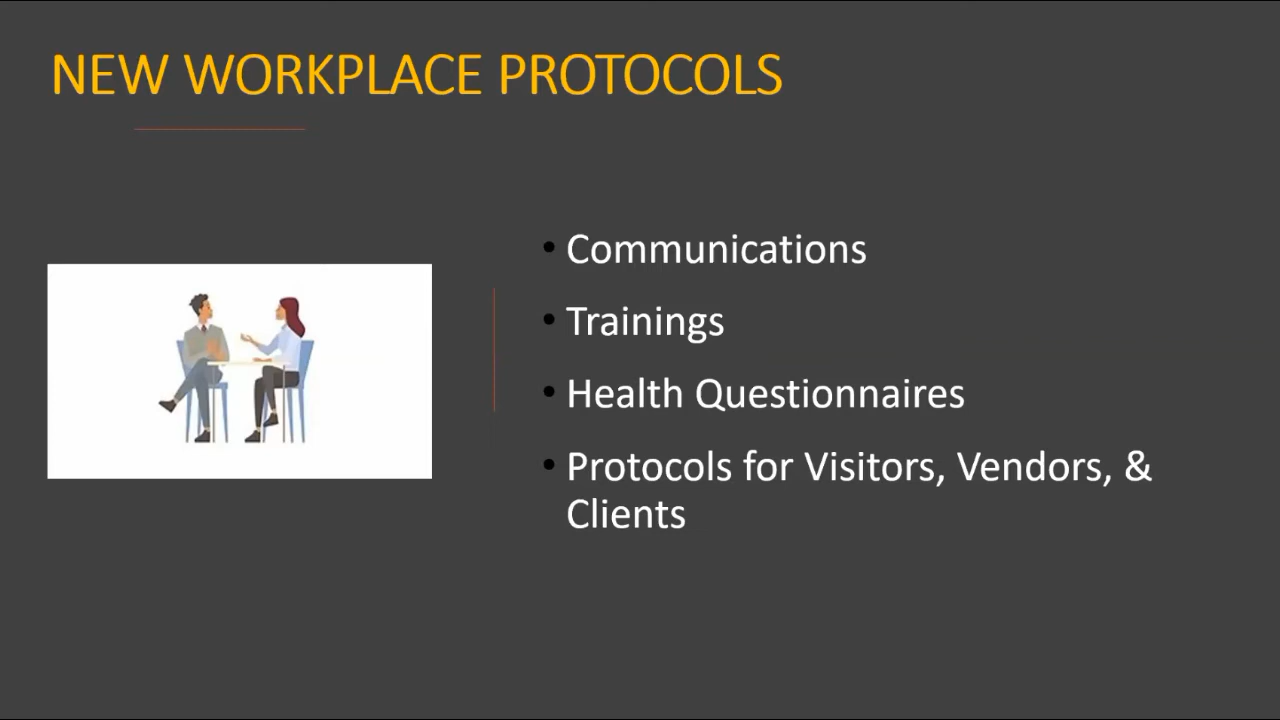 NEW WORKPLACE PROTOCOLS
• Communications
• Trainings
• Health Questionnaires
• Protocols for Visitors, Vendors, &
Clients